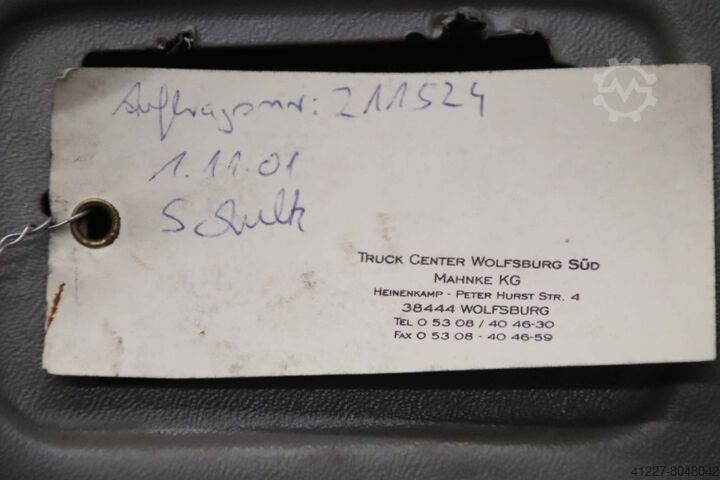 Auftragsnr: 211524
1.11.01
Schultz
TRUCK CENTER WOLFSBURG SÜD
MAHNKE KG
HEINENKAMP - PETER HURST STR. 4
38444 WOLFSBURG
TEL 0 53 08 / 40 46-30
FAX 0 53 08 - 40 46-59
41227-8048042